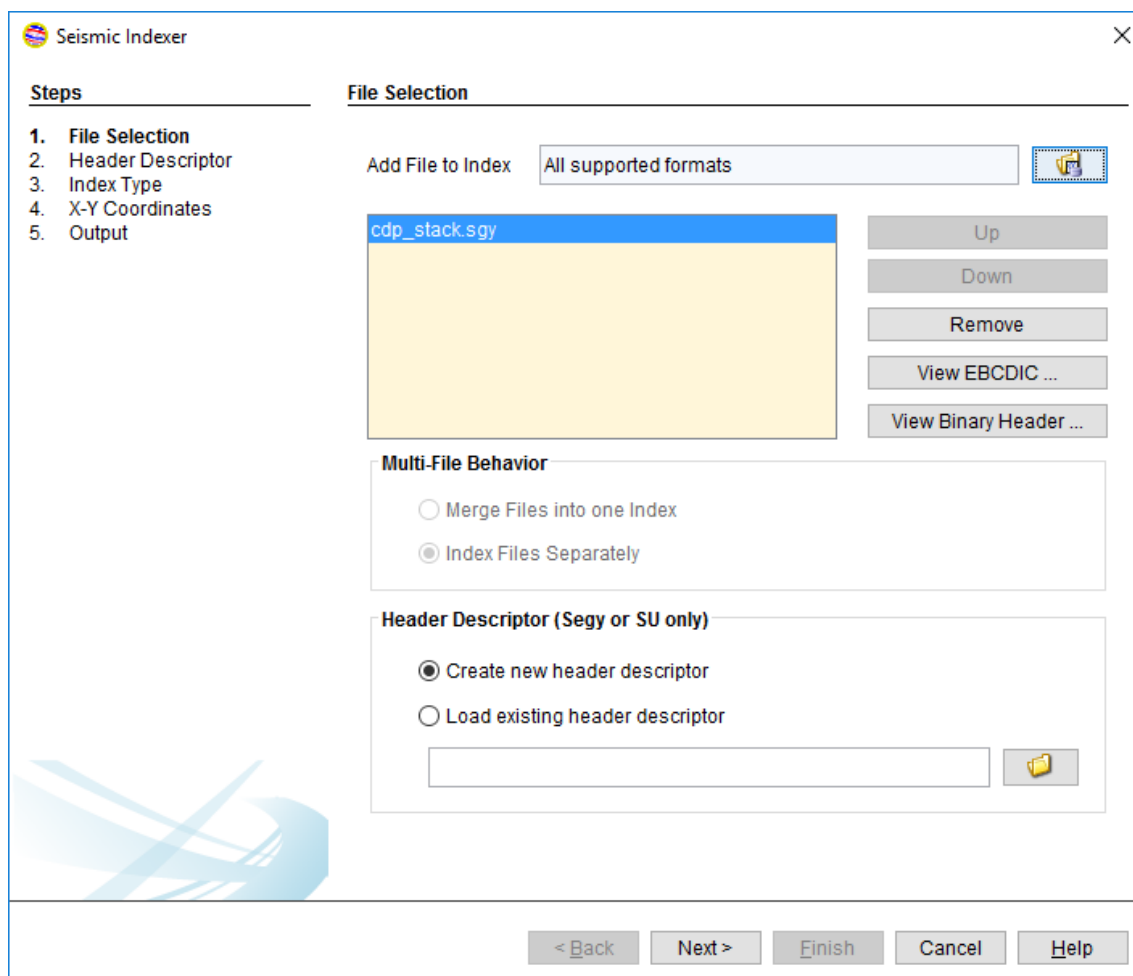 Seismic Indexer
Steps
1. File Selection
2. Header Descriptor
3. Index Type
4. X-Y Coordinates
5. Output
File Selection
Add File to Index All supported formats
cdp_stack.sgy
Up
Down
Remove
View EBCDIC ...
View Binary Header ...
Multi-File Behavior
Merge Files into one Index
Index Files Separately
Header Descriptor (Segy or SU only)
Create new header descriptor
Load existing header descriptor
< Back Next > Finish Cancel Help